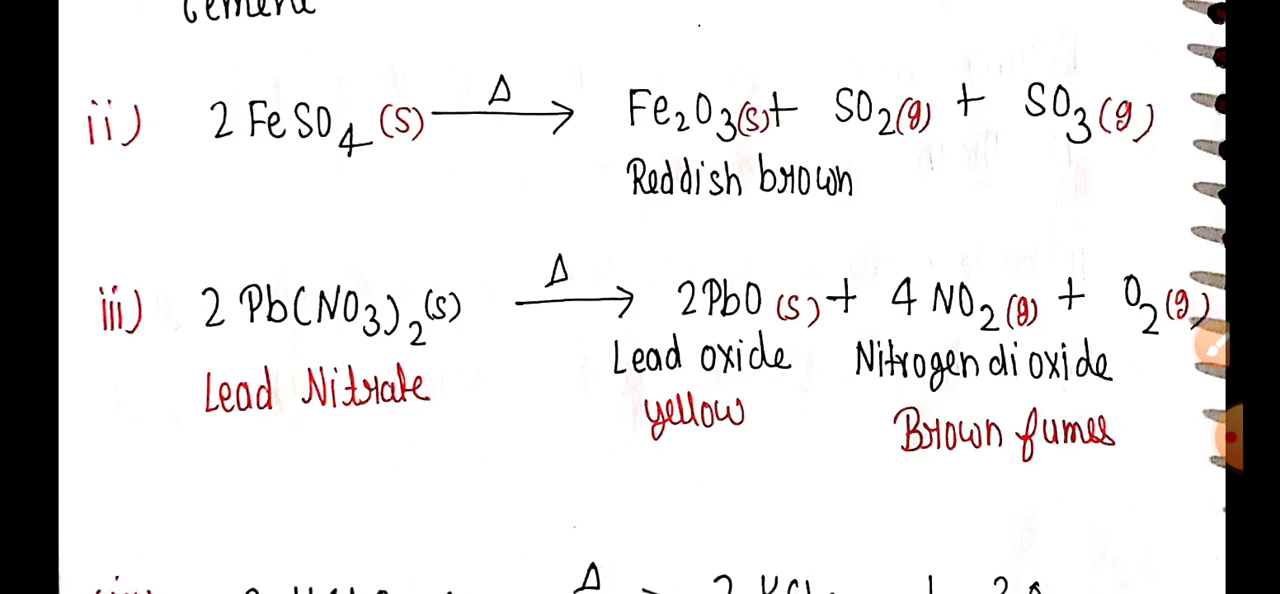 Cement
Δ
ii) 2 FeSO4 (s) → Fe2O3(s) + SO2(g) + SO3(g)
Reddish brown
Δ
iii) 2 Pb(NO3)2(s) → 2PbO (s) + 4 NO2(g) + O2(g)
Lead Nitrate Lead oxide Nitrogen dioxide
yellow Brown fumes
Δ